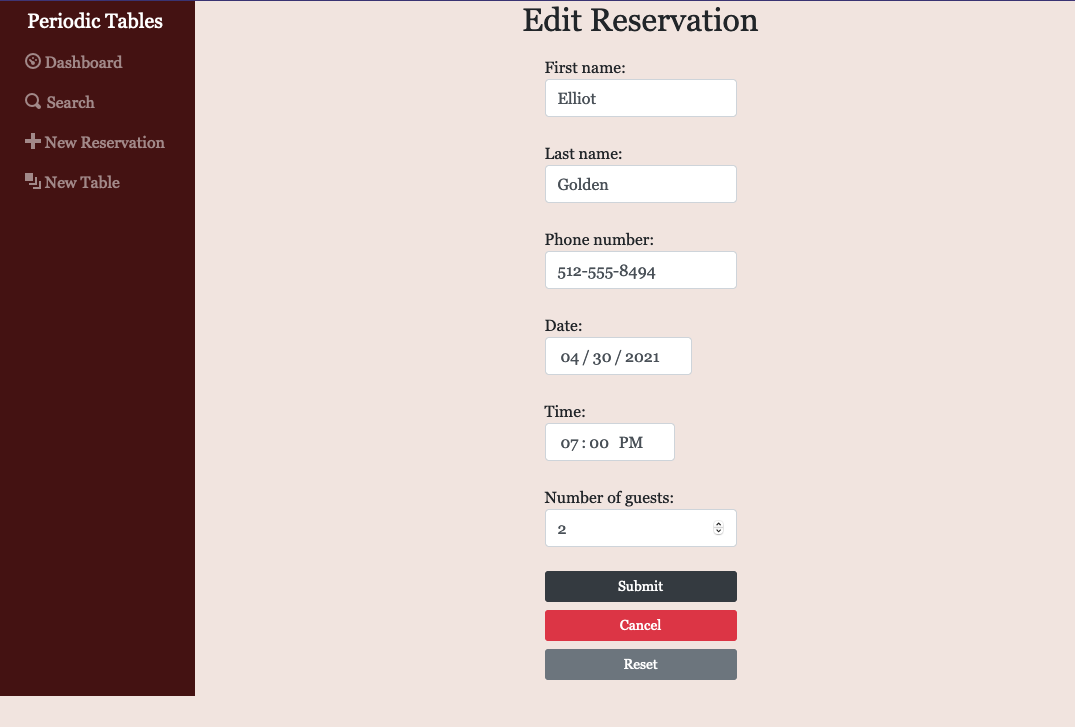 Periodic Tables
Dashboard
Search
New Reservation
New Table
Edit Reservation
First name:
Elliot
Last name:
Golden
Phone number:
512-555-8494
Date:
04 / 30 / 2021
Time:
07 : 00 PM
Number of guests:
2
Submit
Cancel
Reset